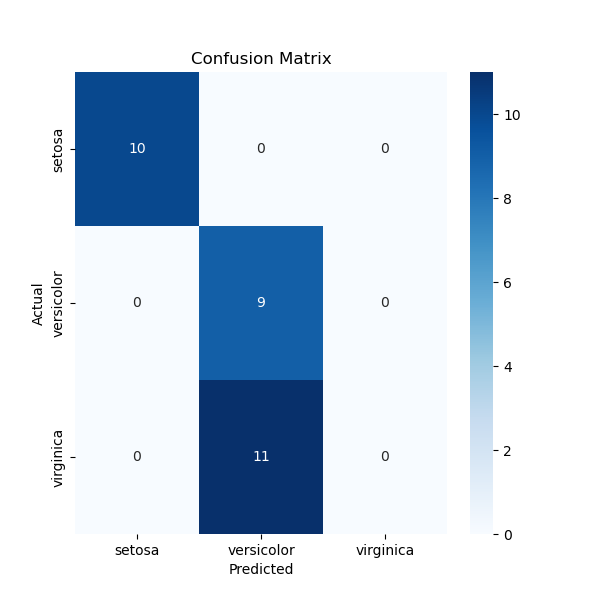 Confusion Matrix
setosa
10 0 0
10
Actual
versicolor
0 9 0
8
6
4
virginica
0 11 0
2
0
setosa versicolor virginica
Predicted